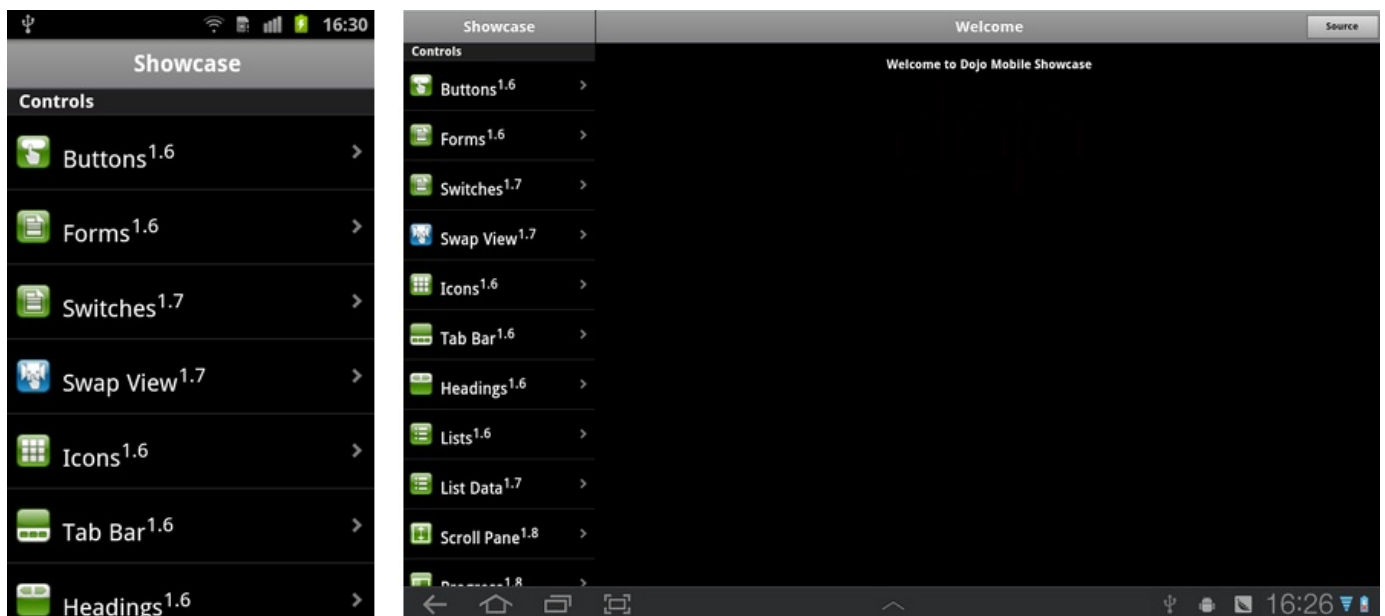 16:30
Showcase
Controls
Buttons1.6
Forms1.6
Switches1.7
Swap View1.7
Icons1.6
Tab Bar1.6
Headings1.6
Showcase
Welcome
Source
Controls
Welcome to Dojo Mobile Showcase
Buttons1.6
Forms1.6
Switches1.7
Swap View1.7
Icons1.6
Tab Bar1.6
Headings1.6
Lists1.6
List Data1.7
Scroll Pane1.8
Progress1.8
16:26